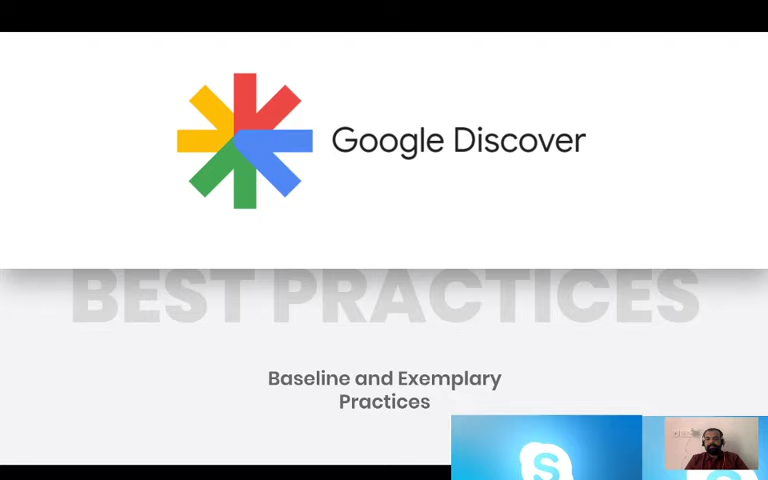 Google Discover
BEST PRACTICES
Baseline and Exemplary
Practices
S